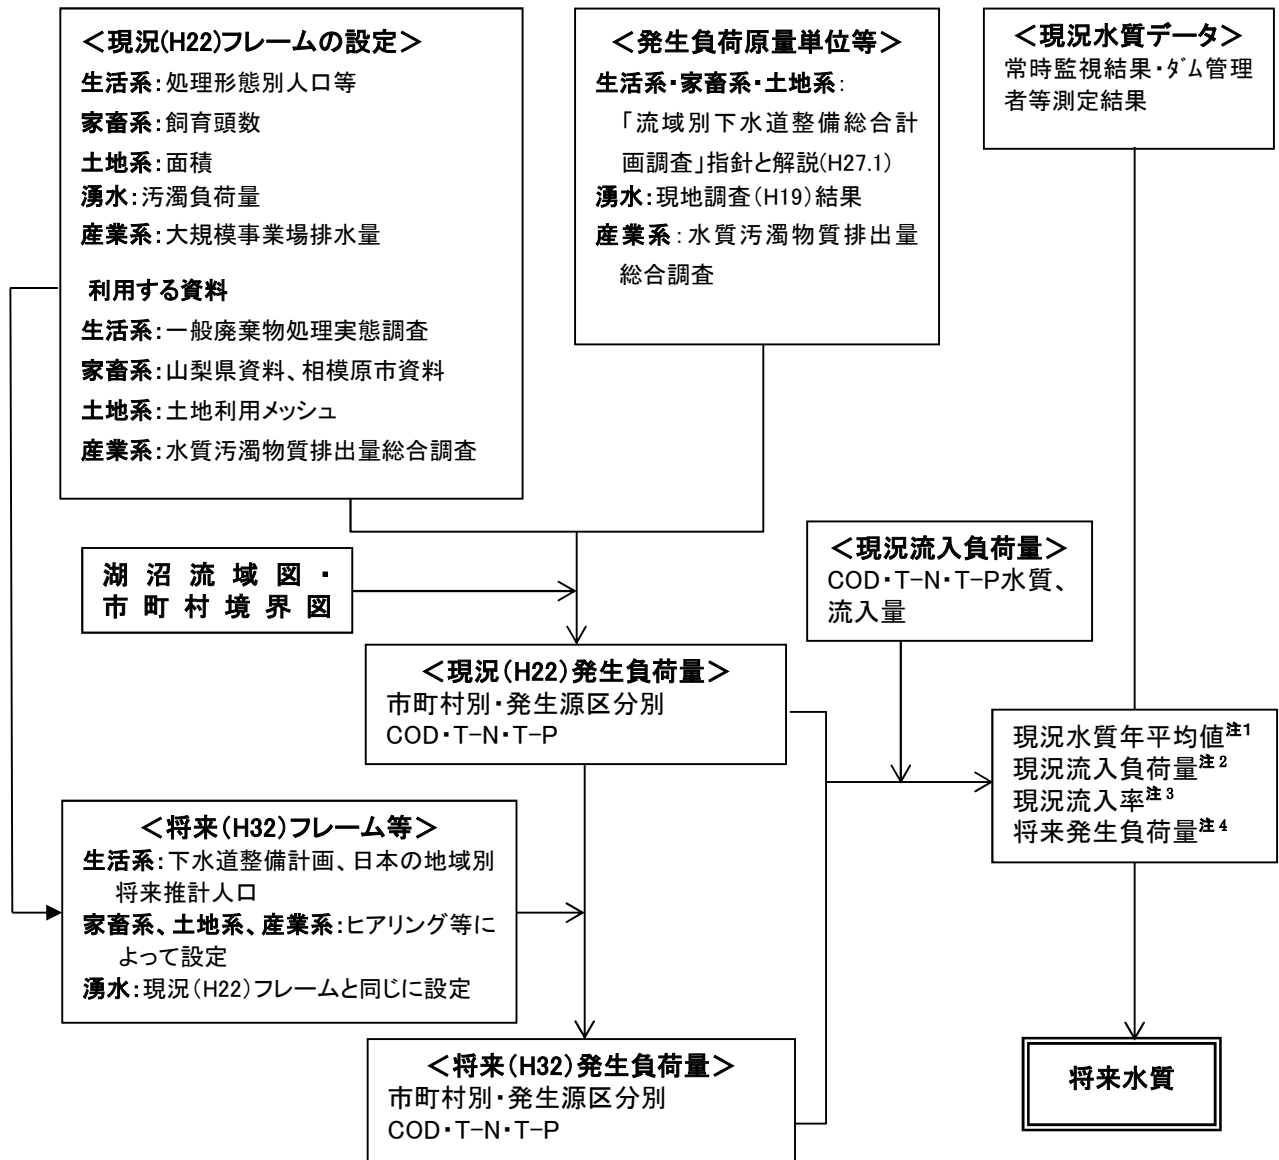 ＜現況(H22)フレームの設定＞
生活系：処理形態別人口等
家畜系：飼育頭数
土地系：面積
湧水：汚濁負荷量
産業系：大規模事業場排水量
利用する資料
生活系：一般廃棄物処理実態調査
家畜系：山梨県資料、相模原市資料
土地系：土地利用メッシュ
産業系：水質汚濁物質排出量総合調査
＜発生負荷原単位等＞
生活系・家畜系・土地系：
「流域別下水道整備総合計
画調査」指針と解説(H27.1)
湧水：現地調査(H19)結果
産業系：水質汚濁物質排出量
総合調査
＜現況水質データ＞
常時監視結果・ダム管理
者等測定結果
湖沼流域図・
市町村境界図
＜現況流入負荷量＞
COD・T-N・T-P水質、
流入量
＜現況(H22)発生負荷量＞
市町村別・発生源区分別
COD・T-N・T-P
現況水質年平均値注1
現況流入負荷量注2
現況流入率注3
将来発生負荷量注4
＜将来(H32)フレーム等＞
生活系：下水道整備計画、日本の地域別
将来推計人口
家畜系、土地系、産業系：ヒアリング等に
よって設定
湧水：現況(H22)フレームと同じに設定
＜将来(H32)発生負荷量＞
市町村別・発生源区分別
COD・T-N・T-P
将来水質